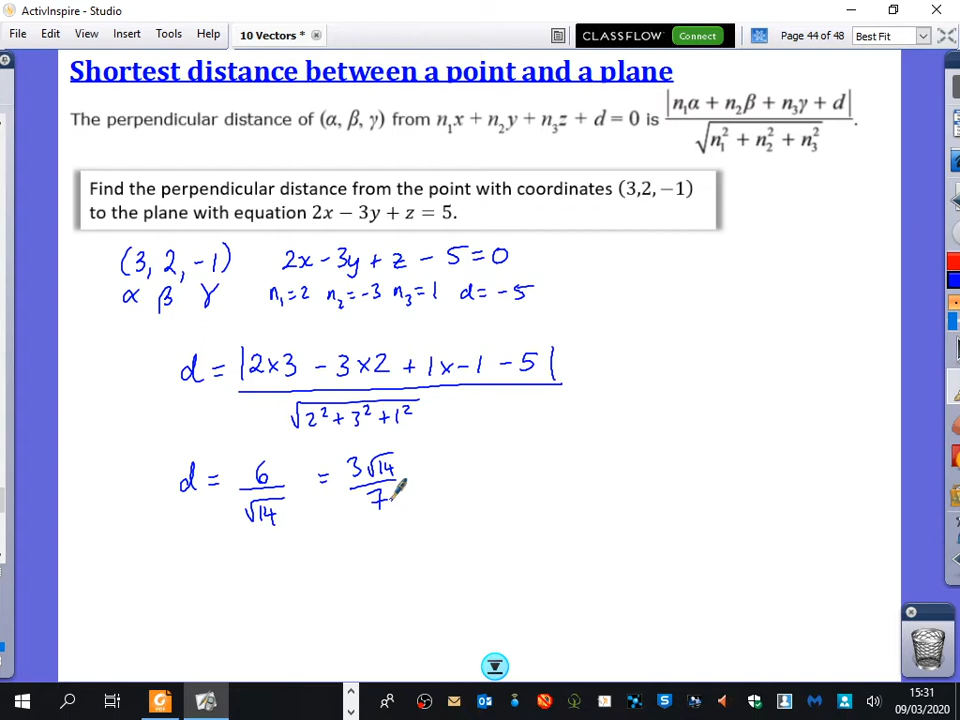 ActivInspire - Studio
File Edit View Insert Tools Help 10 Vectors * CLASSFLOW Connect Page 44 of 48 Best Fit
Shortest distance between a point and a plane
The perpendicular distance of (α, β, γ) from n₁x + n₂y + n₃z + d = 0 is |n₁α + n₂β + n₃γ + d| / √(n₁² + n₂² + n₃²).
Find the perpendicular distance from the point with coordinates (3,2,−1)
to the plane with equation 2x − 3y + z = 5.
(3, 2, -1) 2x - 3y + z - 5 = 0
α β γ n₁=2 n₂=-3 n₃=1 d=-5
d = |2×3 - 3×2 + 1×-1 - 5| / √(2² + 3² + 1²)
d = 6/√14 = 3√14/7
15:31
09/03/2020